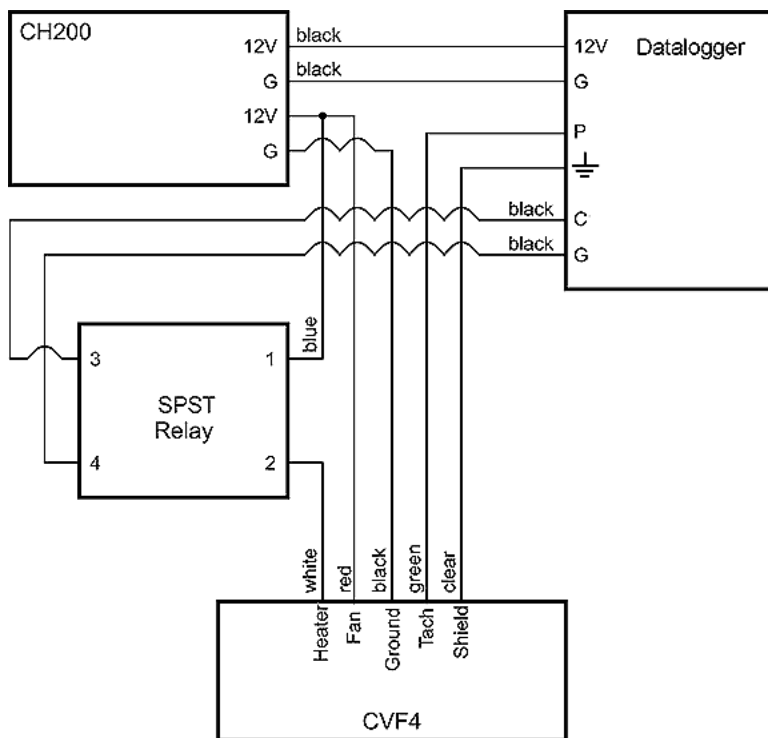 CH200
12V
G
12V
G
black
black
12V
G
P
C
G
Datalogger
black
black
blue
3
1
SPST
Relay
4
2
white
red
black
green
clear
Heater
Fan
Ground
Tach
Shield
CVF4